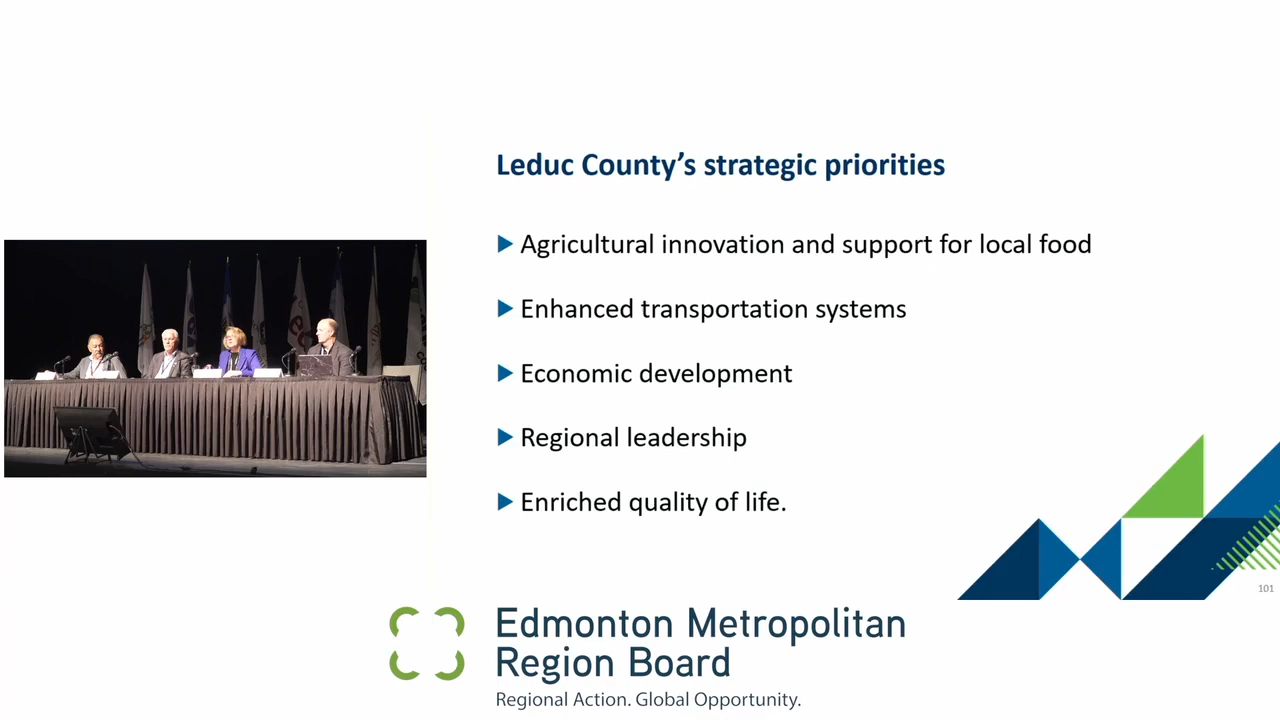 Leduc County’s strategic priorities
Agricultural innovation and support for local food
Enhanced transportation systems
Economic development
Regional leadership
Enriched quality of life.
101
Edmonton Metropolitan
Region Board
Regional Action. Global Opportunity.